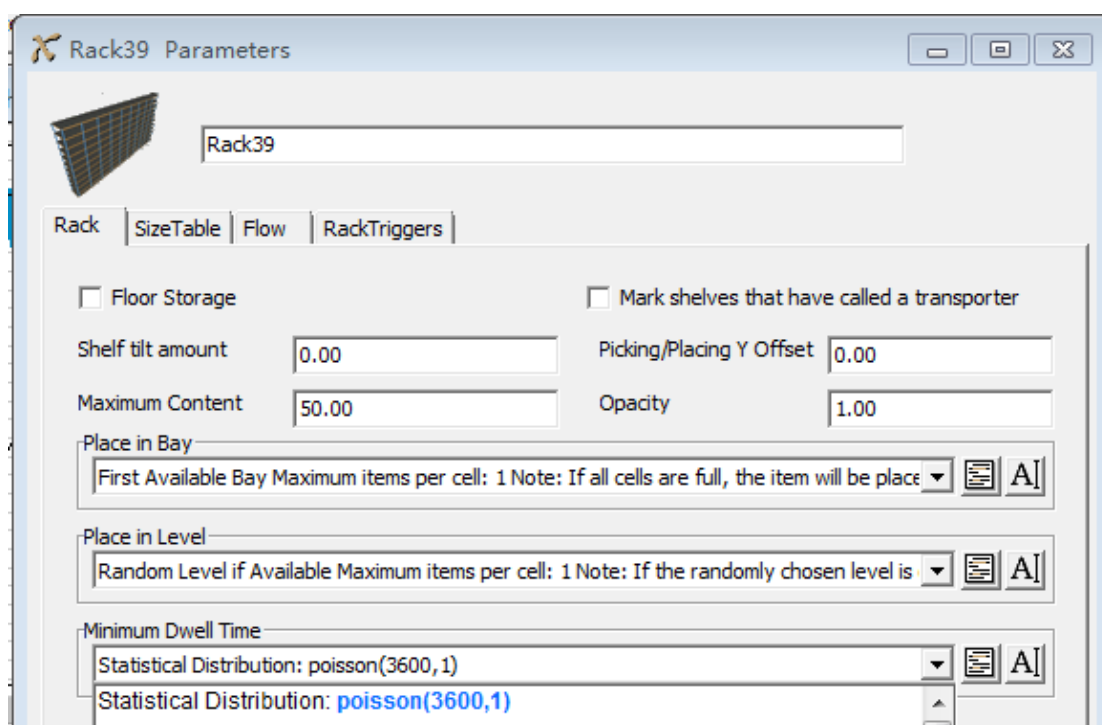 Rack39 Parameters
Rack39
Rack SizeTable Flow RackTriggers
Floor Storage Mark shelves that have called a transporter
Shelf tilt amount 0.00 Picking/Placing Y Offset 0.00
Maximum Content 50.00 Opacity 1.00
Place in Bay
First Available Bay Maximum items per cell: 1 Note: If all cells are full, the item will be place
A
Place in Level
Random Level if Available Maximum items per cell: 1 Note: If the randomly chosen level is
A
Minimum Dwell Time
Statistical Distribution: poisson(3600,1)
A
Statistical Distribution: poisson(3600,1)